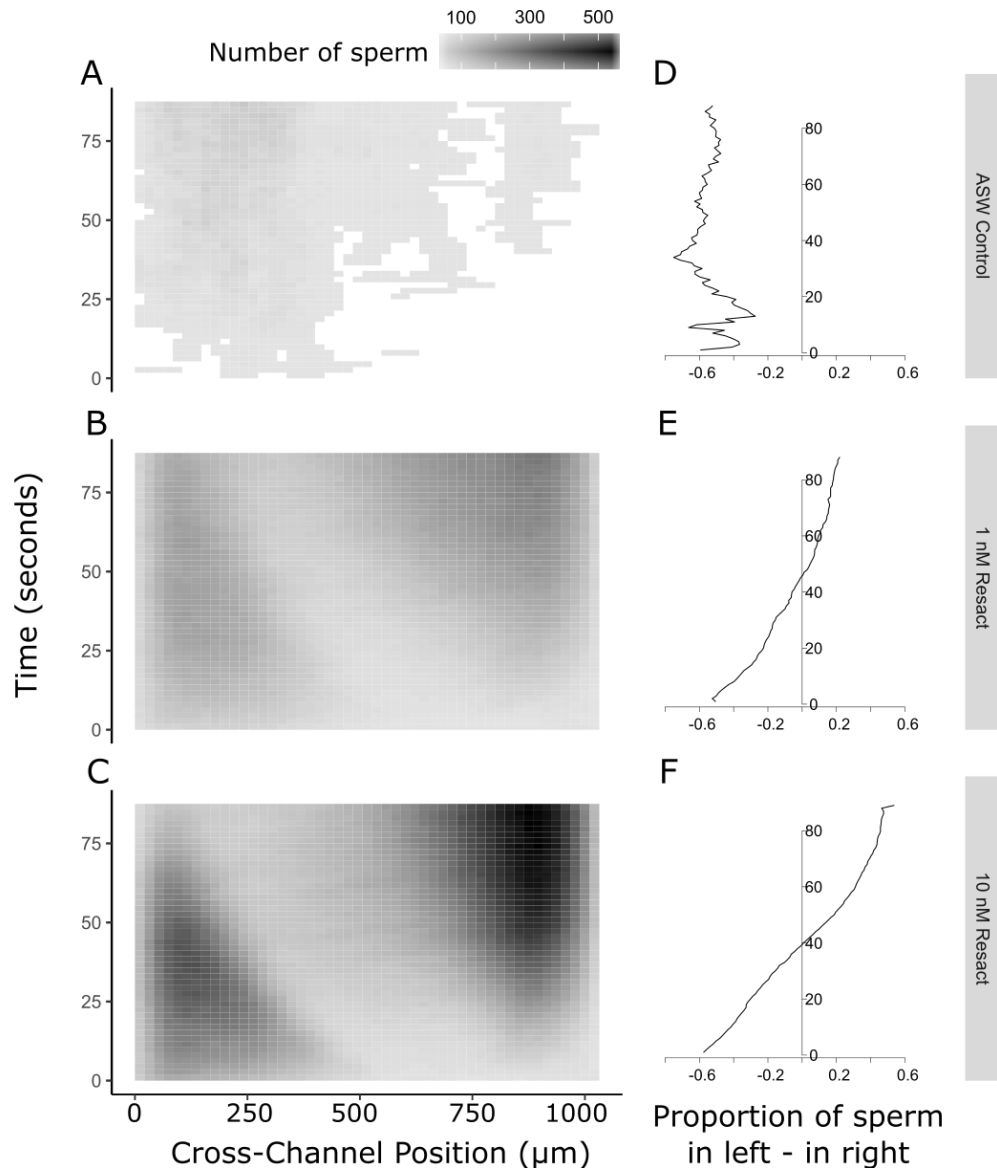 100 300 500
Number of sperm
A
75
50
25
0
D
80
60
40
20
0
-0.6 -0.2 0.2 0.6
ASW Control
B
75
50
25
0
E
80
60
40
20
0
-0.6 -0.2 0.2 0.6
1 nM Resact
Time (seconds)
C
75
50
25
0
0 250 500 750 1000
Cross-Channel Position (µm)
F
80
60
40
20
0
-0.6 -0.2 0.2 0.6
10 nM Resact
Proportion of sperm
in left - in right